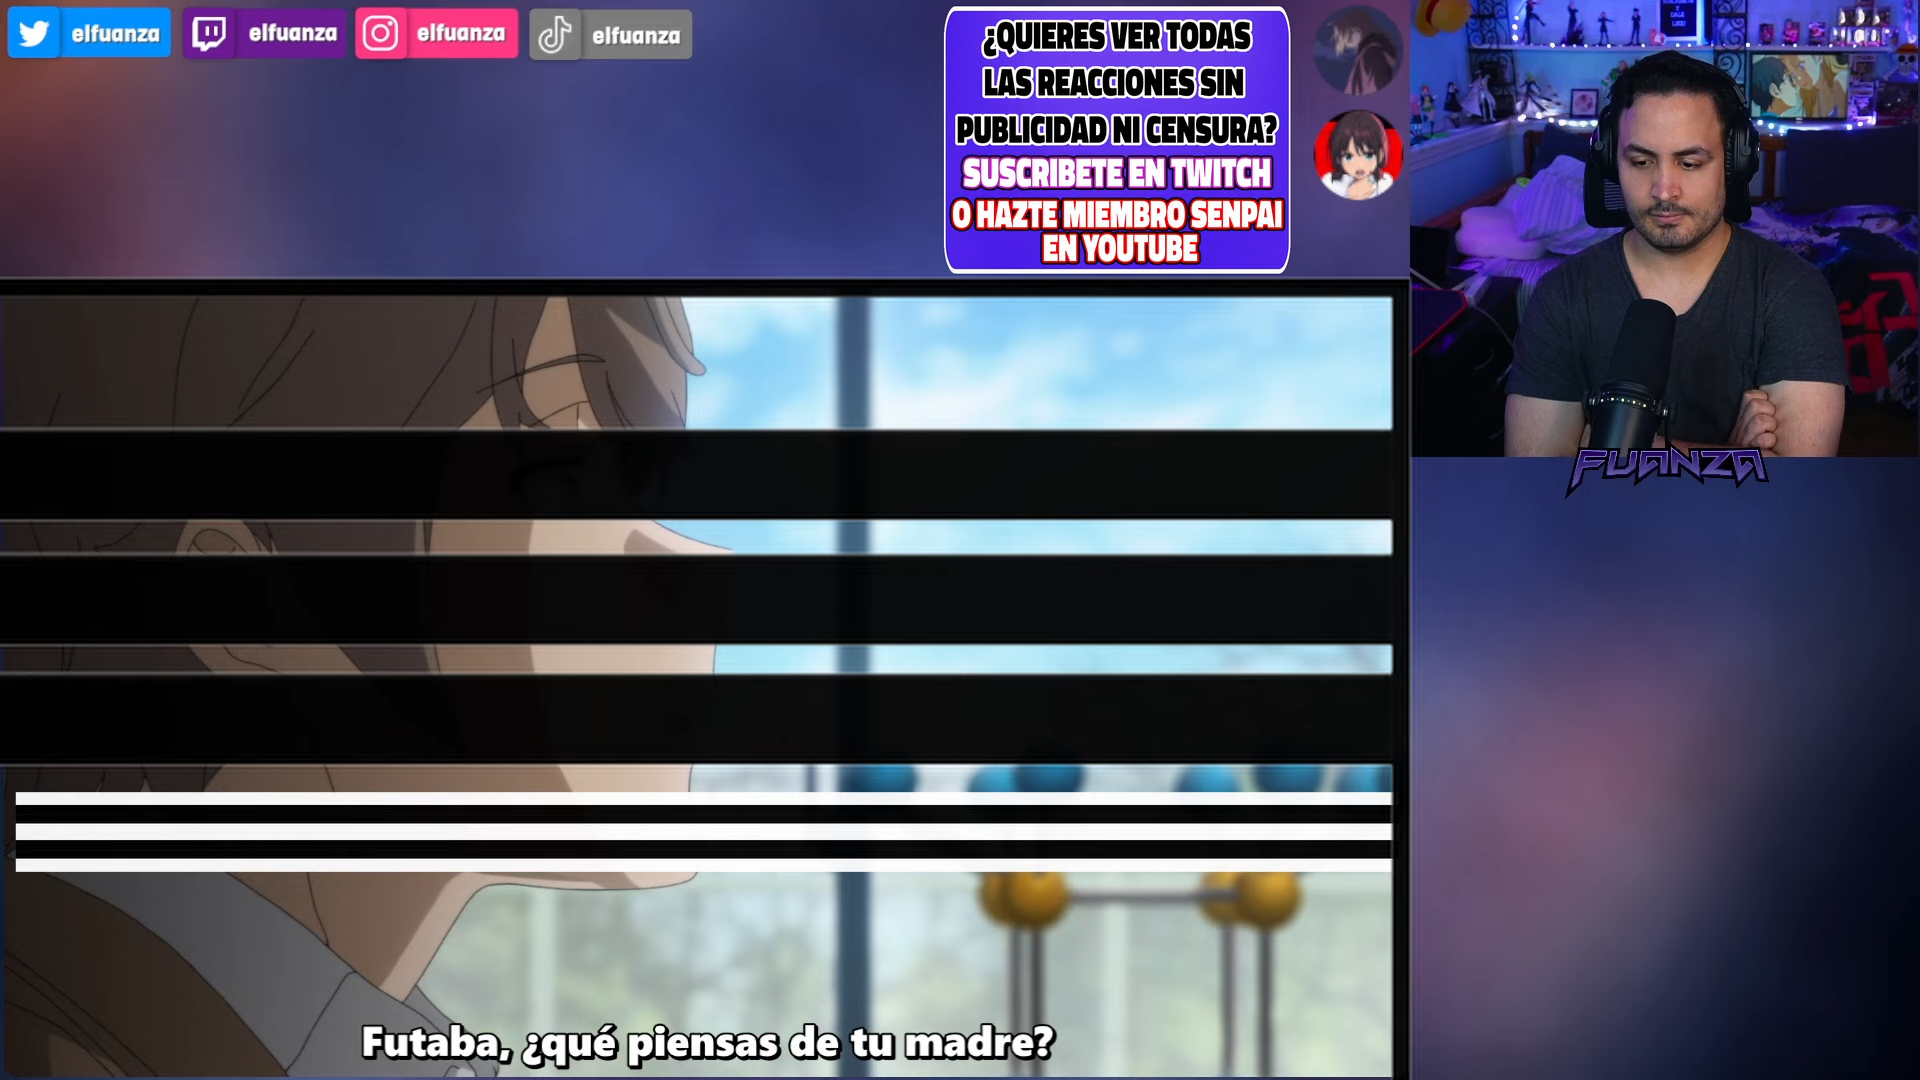 elfuanza
elfuanza
elfuanza
elfuanza
¿QUIERES VER TODAS
LAS REACCIONES SIN
PUBLICIDAD NI CENSURA?
SUSCRIBETE EN TWITCH
O HAZTE MIEMBRO SENPAI
EN YOUTUBE
FUANZA
Futaba, ¿qué piensas de tu madre?